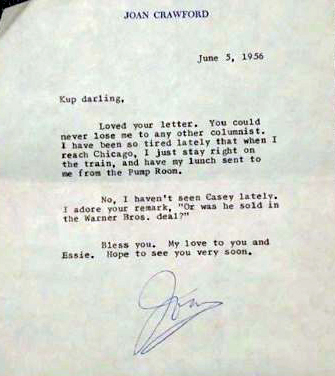 JOAN CRAWFORD
June 5, 1956
Kup darling,
Loved your letter. You could
never lose me to any other columnist.
I have been so tired lately that when I
reach Chicago, I just stay right on
the train, and have my lunch sent to
me from the Pump Room.
No, I haven't seen Casey lately.
I adore your remark, "Or was he sold in
the Warner Bros. deal?"
Bless you. My love to you and
Essie. Hope to see you very soon.
Joan